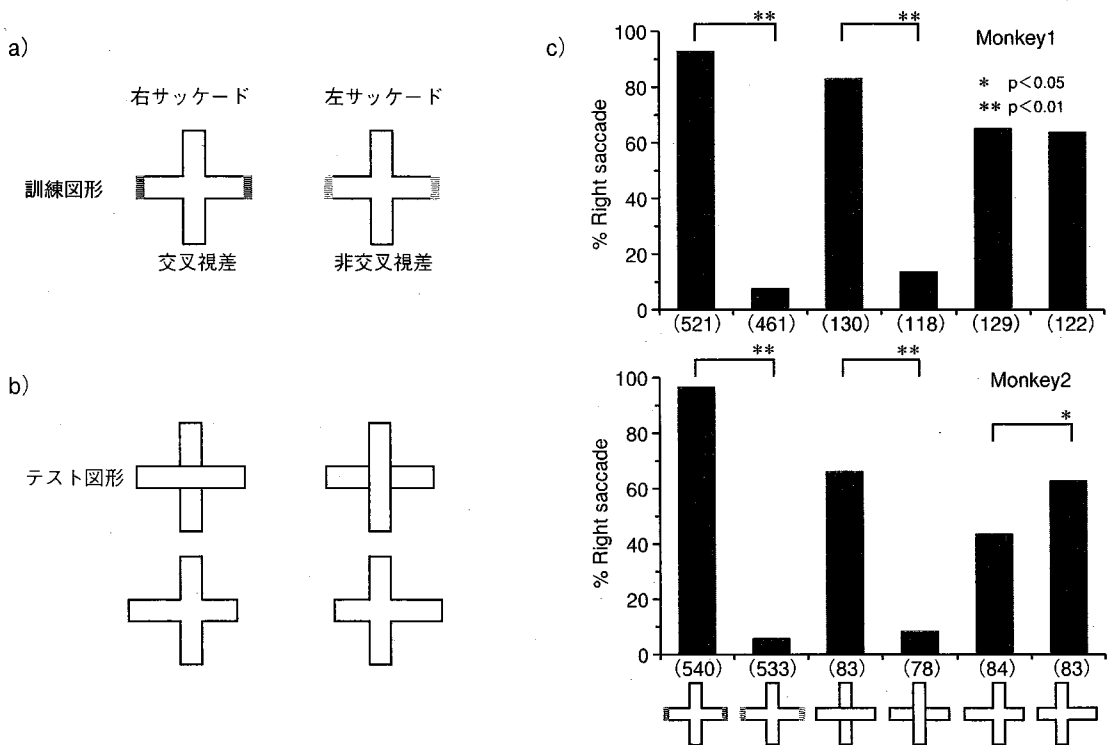 a)
右サッケード 左サッケード
訓練図形
交叉視差 非交叉視差
b)
テスト図形
c)
Monkey1
* p<0.05
** p<0.01
** **
% Right saccade
100
80
60
40
20
0
(521) (461) (130) (118) (129) (122)
Monkey2
** **
*
% Right saccade
100
80
60
40
20
0
(540) (533) (83) (78) (84) (83)